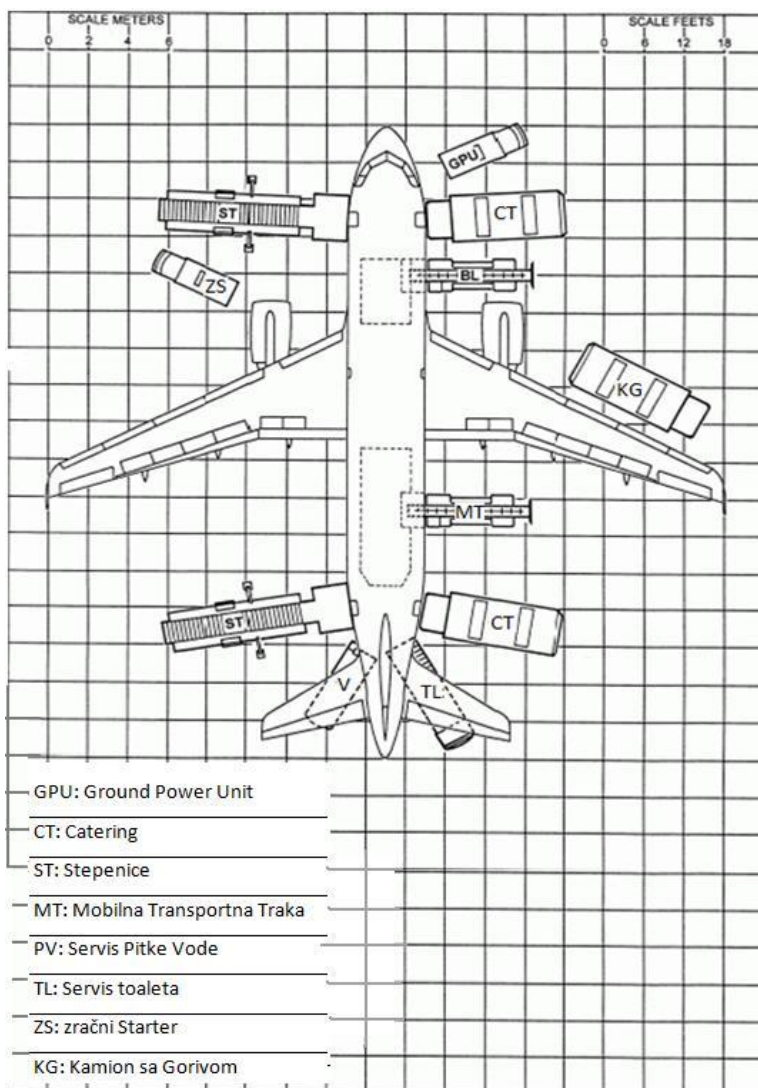 SCALE METERS
0 2 4 6
SCALE FEETS
0 6 12 18
GPU
ST
CT
ZS
BL
KG
MT
ST
CT
V
TL
GPU: Ground Power Unit
CT: Catering
ST: Stepenice
MT: Mobilna Transportna Traka
PV: Servis Pitke Vode
TL: Servis toaleta
ZS: zračni Starter
KG: Kamion sa Gorivom